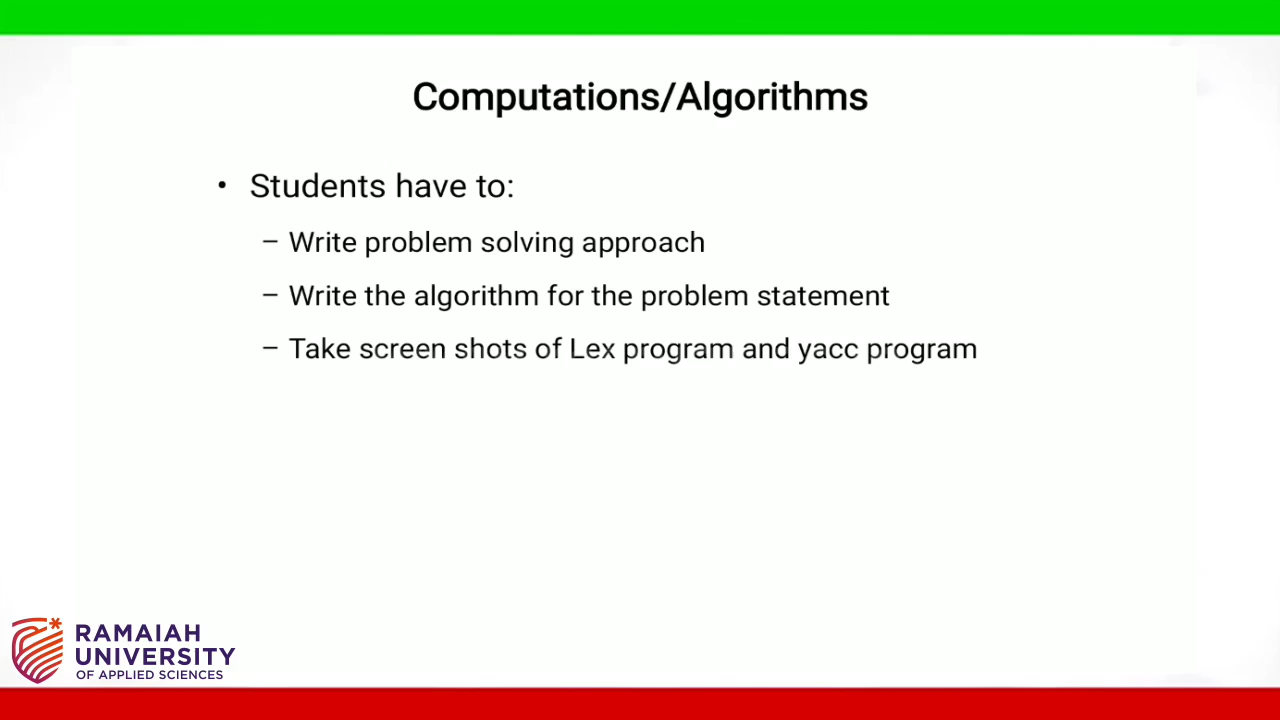 Computations/Algorithms
• Students have to:
– Write problem solving approach
– Write the algorithm for the problem statement
– Take screen shots of Lex program and yacc program
RAMAIAH
UNIVERSITY
OF APPLIED SCIENCES